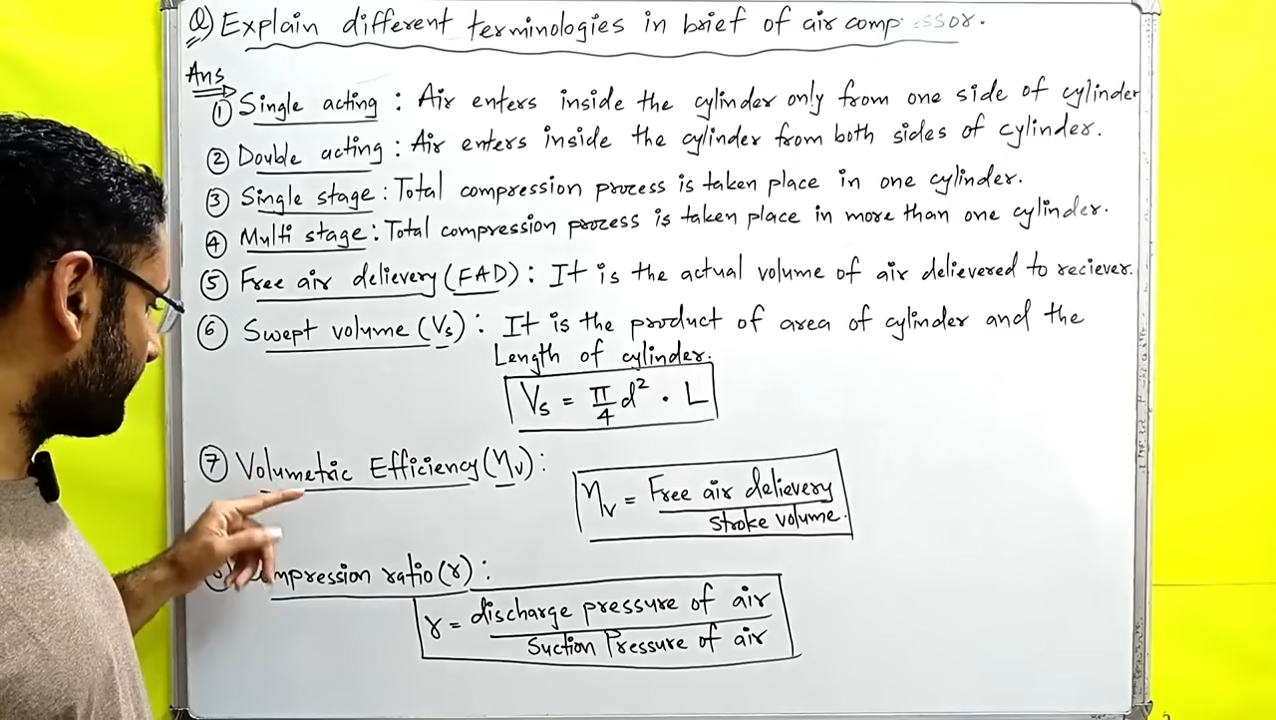 Q) Explain different terminologies in brief of air comp essor.
Ans
① Single acting : Air enters inside the cylinder only from one side of cylinder
② Double acting : Air enters inside the cylinder from both sides of cylinder.
③ Single stage : Total compression process is taken place in one cylinder.
④ Multi stage : Total compression process is taken place in more than one cylinder.
⑤ Free air delievery (FAD) : It is the actual volume of air delievered to reciever.
⑥ Swept volume (Vs) : It is the product of area of cylinder and the
Length of cylinder.
Vs = π/4 d² . L
⑦ Volumetric Efficiency (ηv) :
ηv = Free air delievery / stroke volume.
mpression ratio (r) :
r = discharge pressure of air / Suction Pressure of air